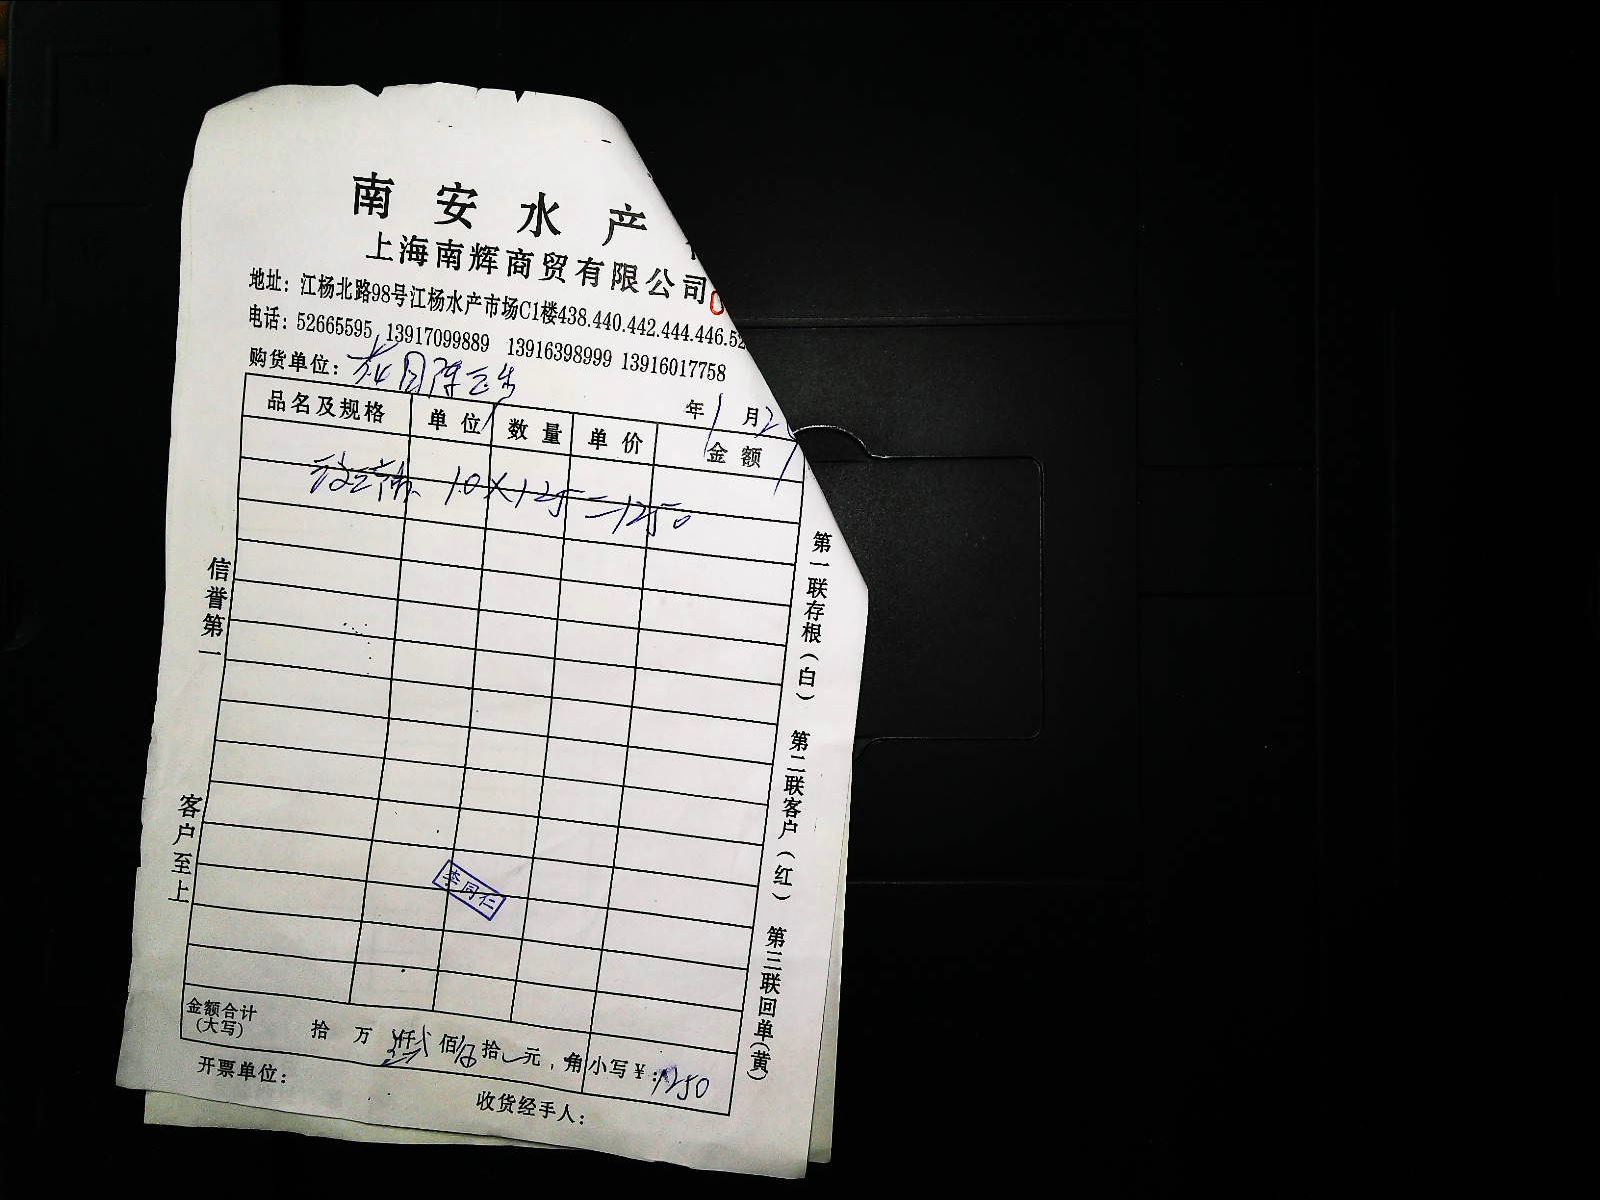 南安水产
上海南辉商贸有限公司
地址：江杨北路98号江杨水产市场C1楼438.440.442.444.446.52
电话：52665595 13917099889 13916398999 13916017758
购货单位：
年1月2
品名及规格 单位 数量 单价 金额
10×125=1250
信誉第一
客户至上
第一联存根（白） 第二联客户（红） 第三联回单（黄）
李同仁
金额合计（大写） 拾 万 仟 佰 拾 元，角 小写¥：1250
开票单位：
收货经手人：